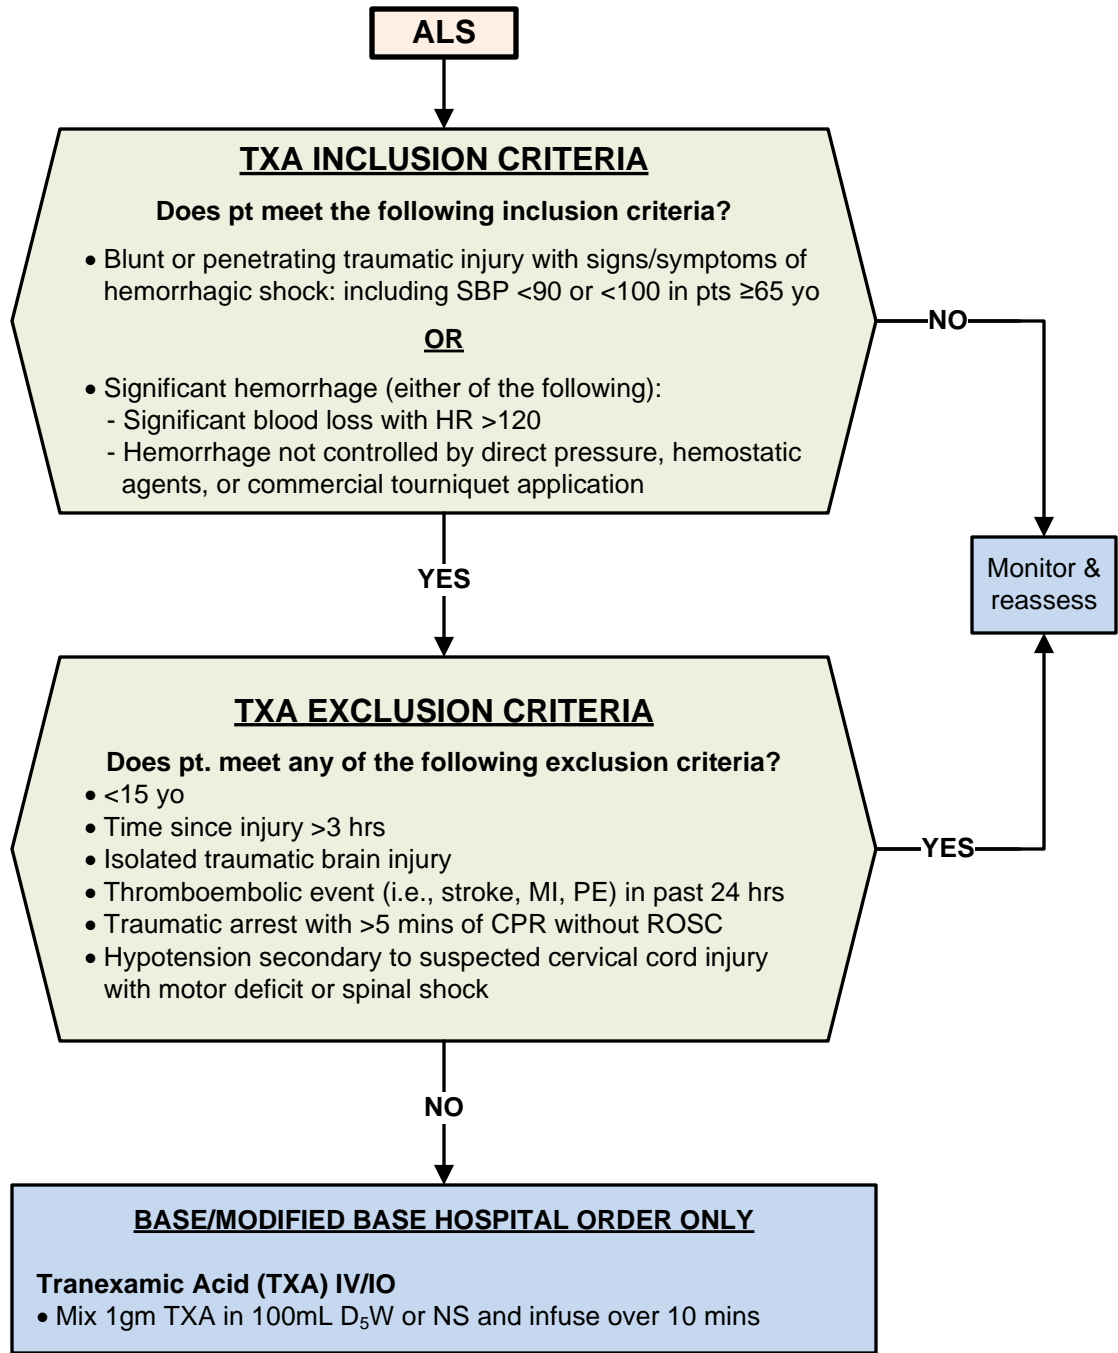 ALS
TXA INCLUSION CRITERIA
Does pt meet the following inclusion criteria?
• Blunt or penetrating traumatic injury with signs/symptoms of
hemorrhagic shock: including SBP <90 or <100 in pts ≥65 yo
OR
• Significant hemorrhage (either of the following):
- Significant blood loss with HR >120
- Hemorrhage not controlled by direct pressure, hemostatic
agents, or commercial tourniquet application
NO
YES
Monitor &
reassess
TXA EXCLUSION CRITERIA
Does pt. meet any of the following exclusion criteria?
• <15 yo
• Time since injury >3 hrs
• Isolated traumatic brain injury
• Thromboembolic event (i.e., stroke, MI, PE) in past 24 hrs
• Traumatic arrest with >5 mins of CPR without ROSC
• Hypotension secondary to suspected cervical cord injury
with motor deficit or spinal shock
YES
NO
BASE/MODIFIED BASE HOSPITAL ORDER ONLY
Tranexamic Acid (TXA) IV/IO
• Mix 1gm TXA in 100mL D₅W or NS and infuse over 10 mins